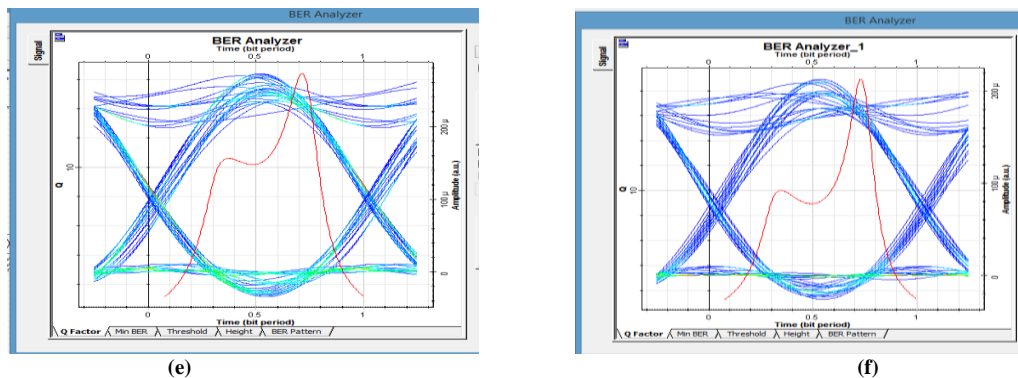 BER Analyzer
Signal
BER Analyzer
Time (bit period)
0 0.5 1
Q
10
200 µ
100 µ
0
Amplitude (a.u.)
0 0.5 1
Time (bit period)
Q Factor Min BER Threshold Height BER Pattern
(e)
BER Analyzer
Signal
BER Analyzer_1
Time (bit period)
0 0.5 1
Q
10
200 µ
100 µ
0
Amplitude (a.u.)
0 0.5 1
Time (bit period)
Q Factor Min BER Threshold Height BER Pattern
(f)